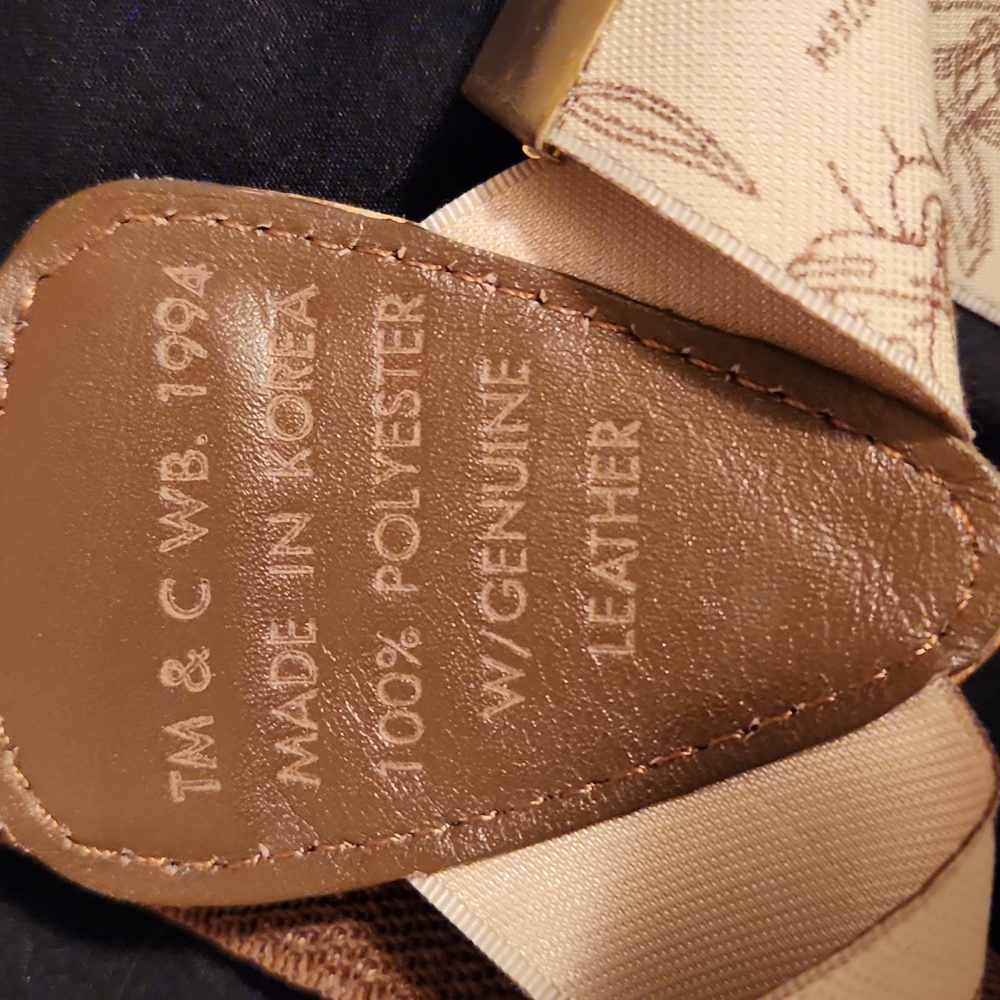 TM & C WB. 1994
MADE IN KOREA
100% POLYESTER
W/GENUINE
LEATHER